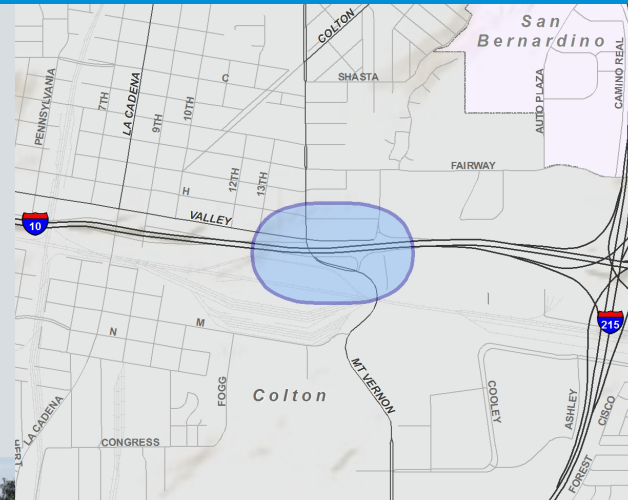 San
Bernardino
COLTON
SHASTA
C
PENNSYLVANIA
7TH
LA CADENA
9TH
10TH
AUTO PLAZA
CAMINO REAL
FAIRWAY
H
12TH
13TH
VALLEY
10
215
N
M
FOGG
Colton
MT VERNON
COOLEY
ASHLEY
CISCO
LA CADENA
CONGRESS
FOREST